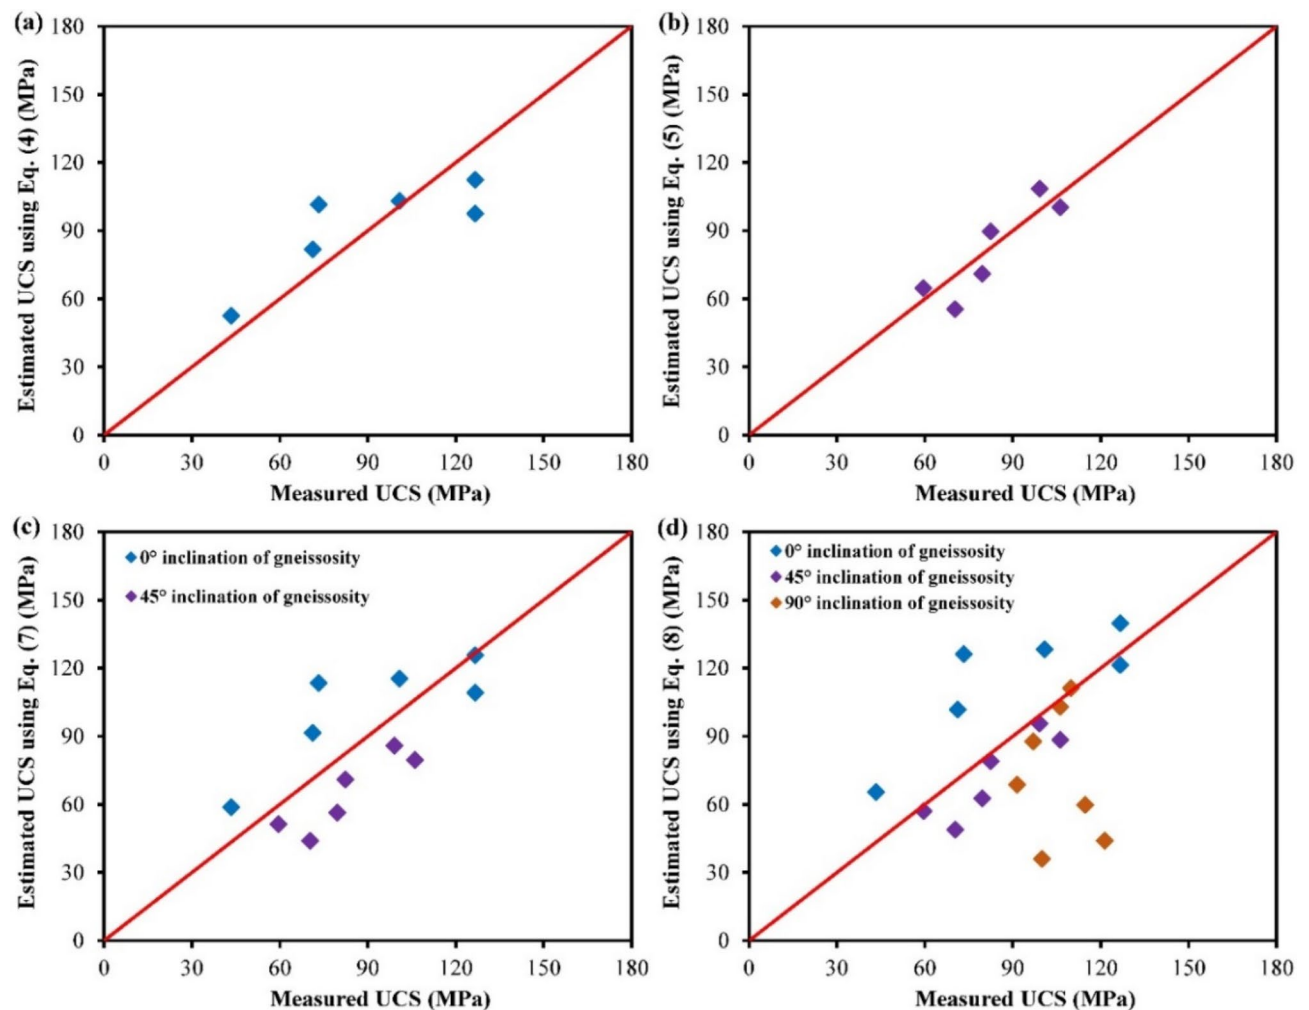 (a)
180
150
120
90
60
30
0
Estimated UCS using Eq. (4) (MPa)
0 30 60 90 120 150 180
Measured UCS (MPa)
(b)
180
150
120
90
60
30
0
Estimated UCS using Eq. (5) (MPa)
0 30 60 90 120 150 180
Measured UCS (MPa)
(c)
180
150
120
90
60
30
0
Estimated UCS using Eq. (7) (MPa)
0° inclination of gneissosity
45° inclination of gneissosity
0 30 60 90 120 150 180
Measured UCS (MPa)
(d)
180
150
120
90
60
30
0
Estimated UCS using Eq. (8) (MPa)
0° inclination of gneissosity
45° inclination of gneissosity
90° inclination of gneissosity
0 30 60 90 120 150 180
Measured UCS (MPa)